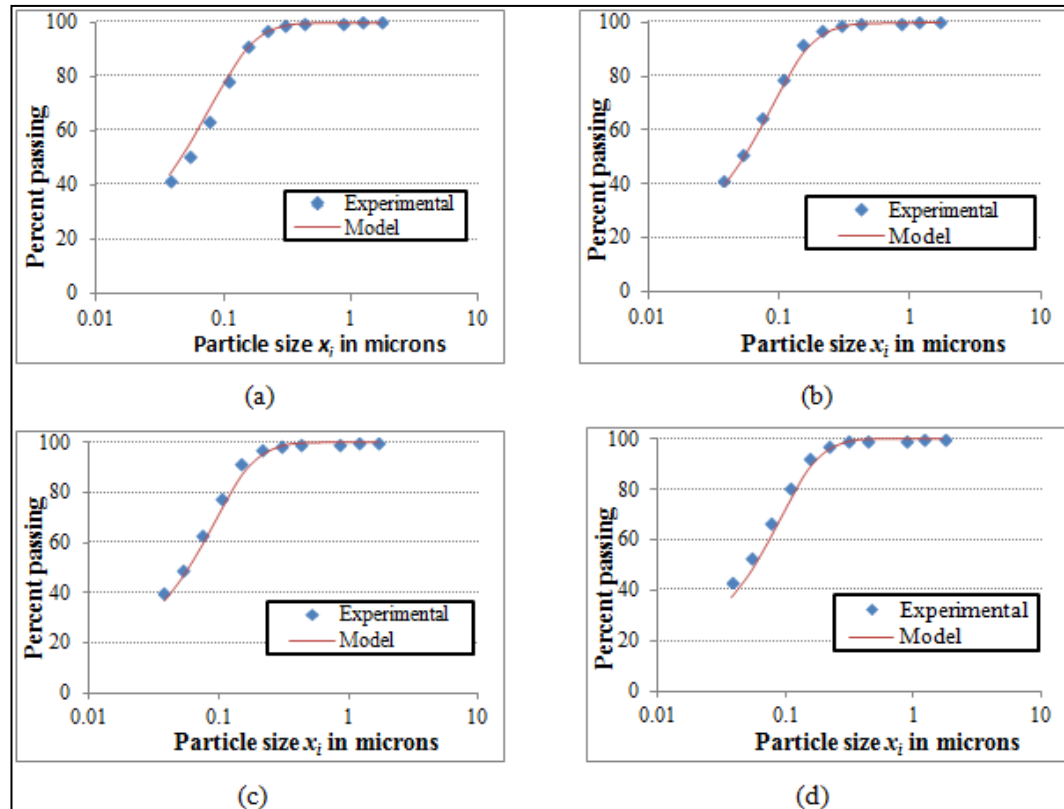 100
80
60
40
20
0
Percent passing
Experimental
Model
0.01 0.1 1 10
Particle size xi in microns
(a)
100
80
60
40
20
0
Percent passing
Experimental
Model
0.01 0.1 1 10
Particle size xi in microns
(b)
100
80
60
40
20
0
Percent passing
Experimental
Model
0.01 0.1 1 10
Particle size xi in microns
(c)
100
80
60
40
20
0
Percent passing
Experimental
Model
0.01 0.1 1 10
Particle size xi in microns
(d)